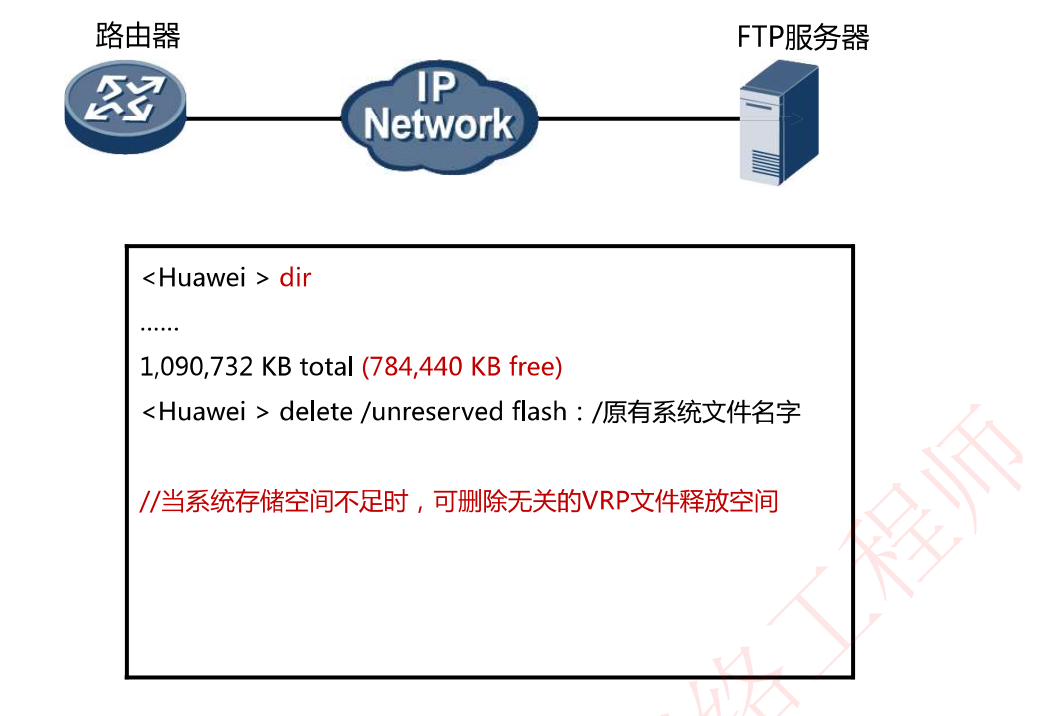 路由器
FTP服务器
IP
Network
<Huawei > dir
......
1,090,732 KB total (784,440 KB free)
<Huawei > delete /unreserved flash：/原有系统文件名字
//当系统存储空间不足时，可删除无关的VRP文件释放空间
络工程师